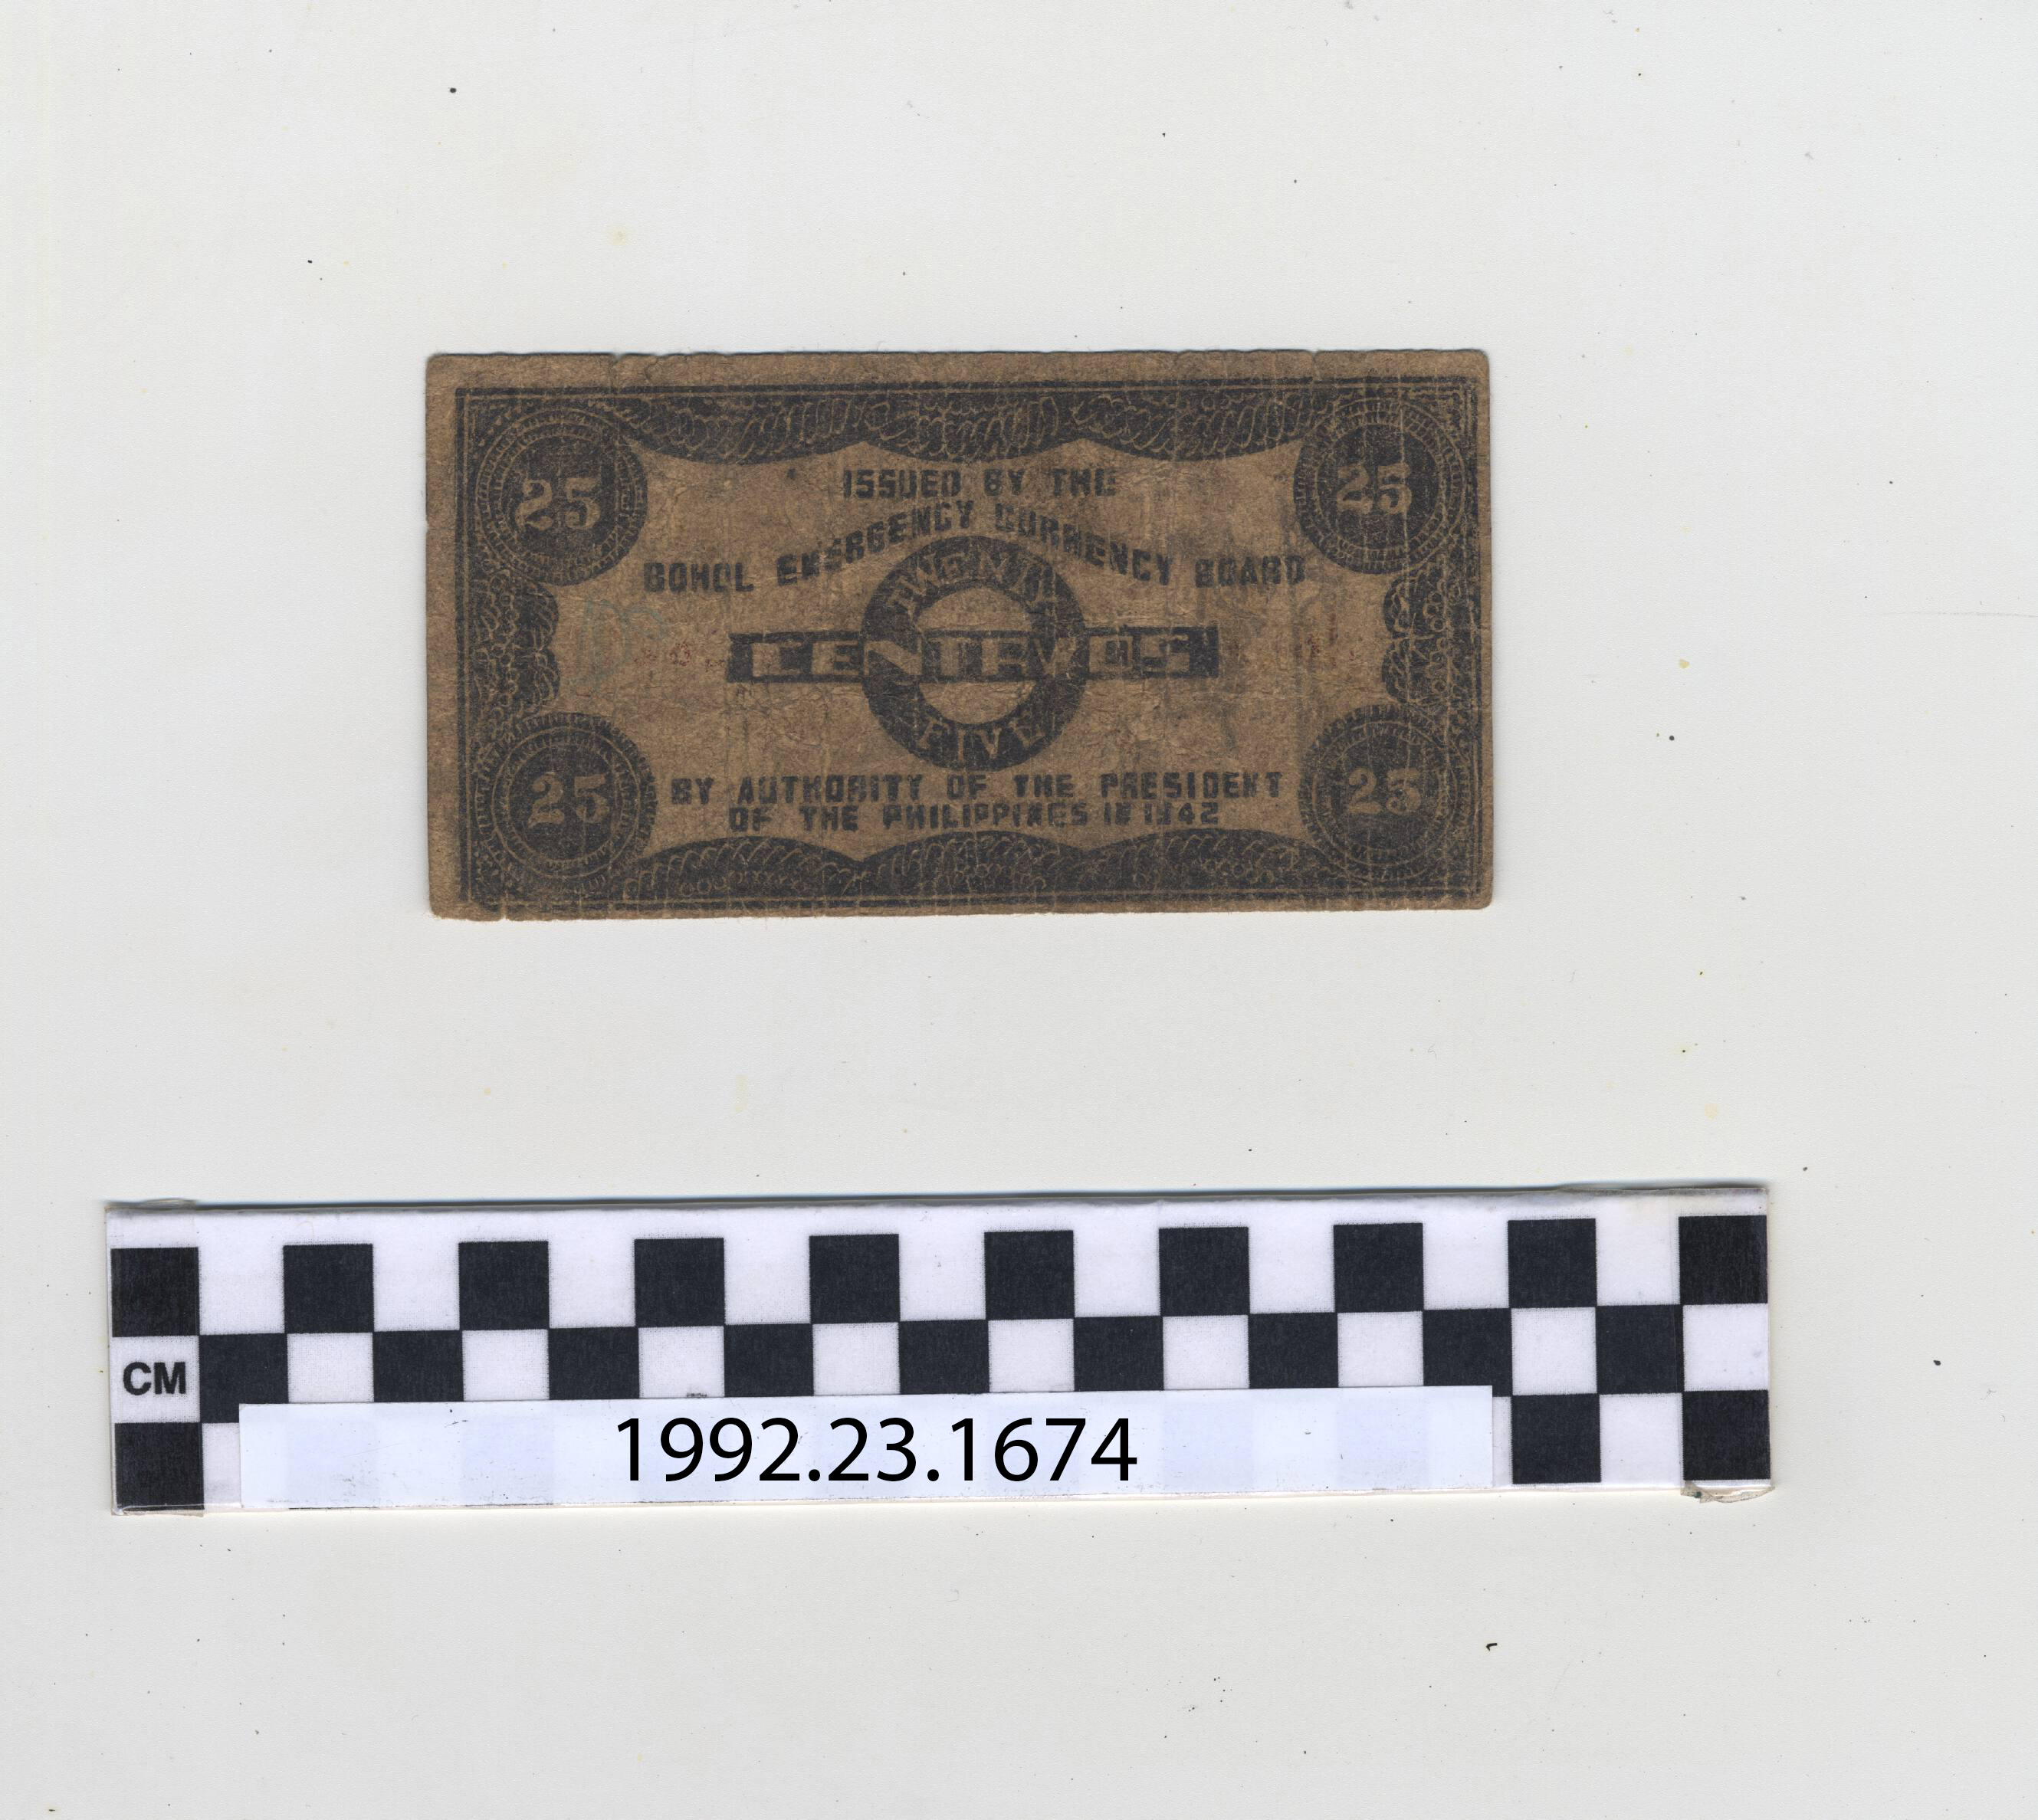 25
25
ISSUED BY THE
BOHOL EMERGENCY CURRENCY BOARD
TWENTY
CENTAVOS
FIVE
25
25
BY AUTHORITY OF THE PRESIDENT
OF THE PHILIPPINES IN 1942
CM
1992.23.1674